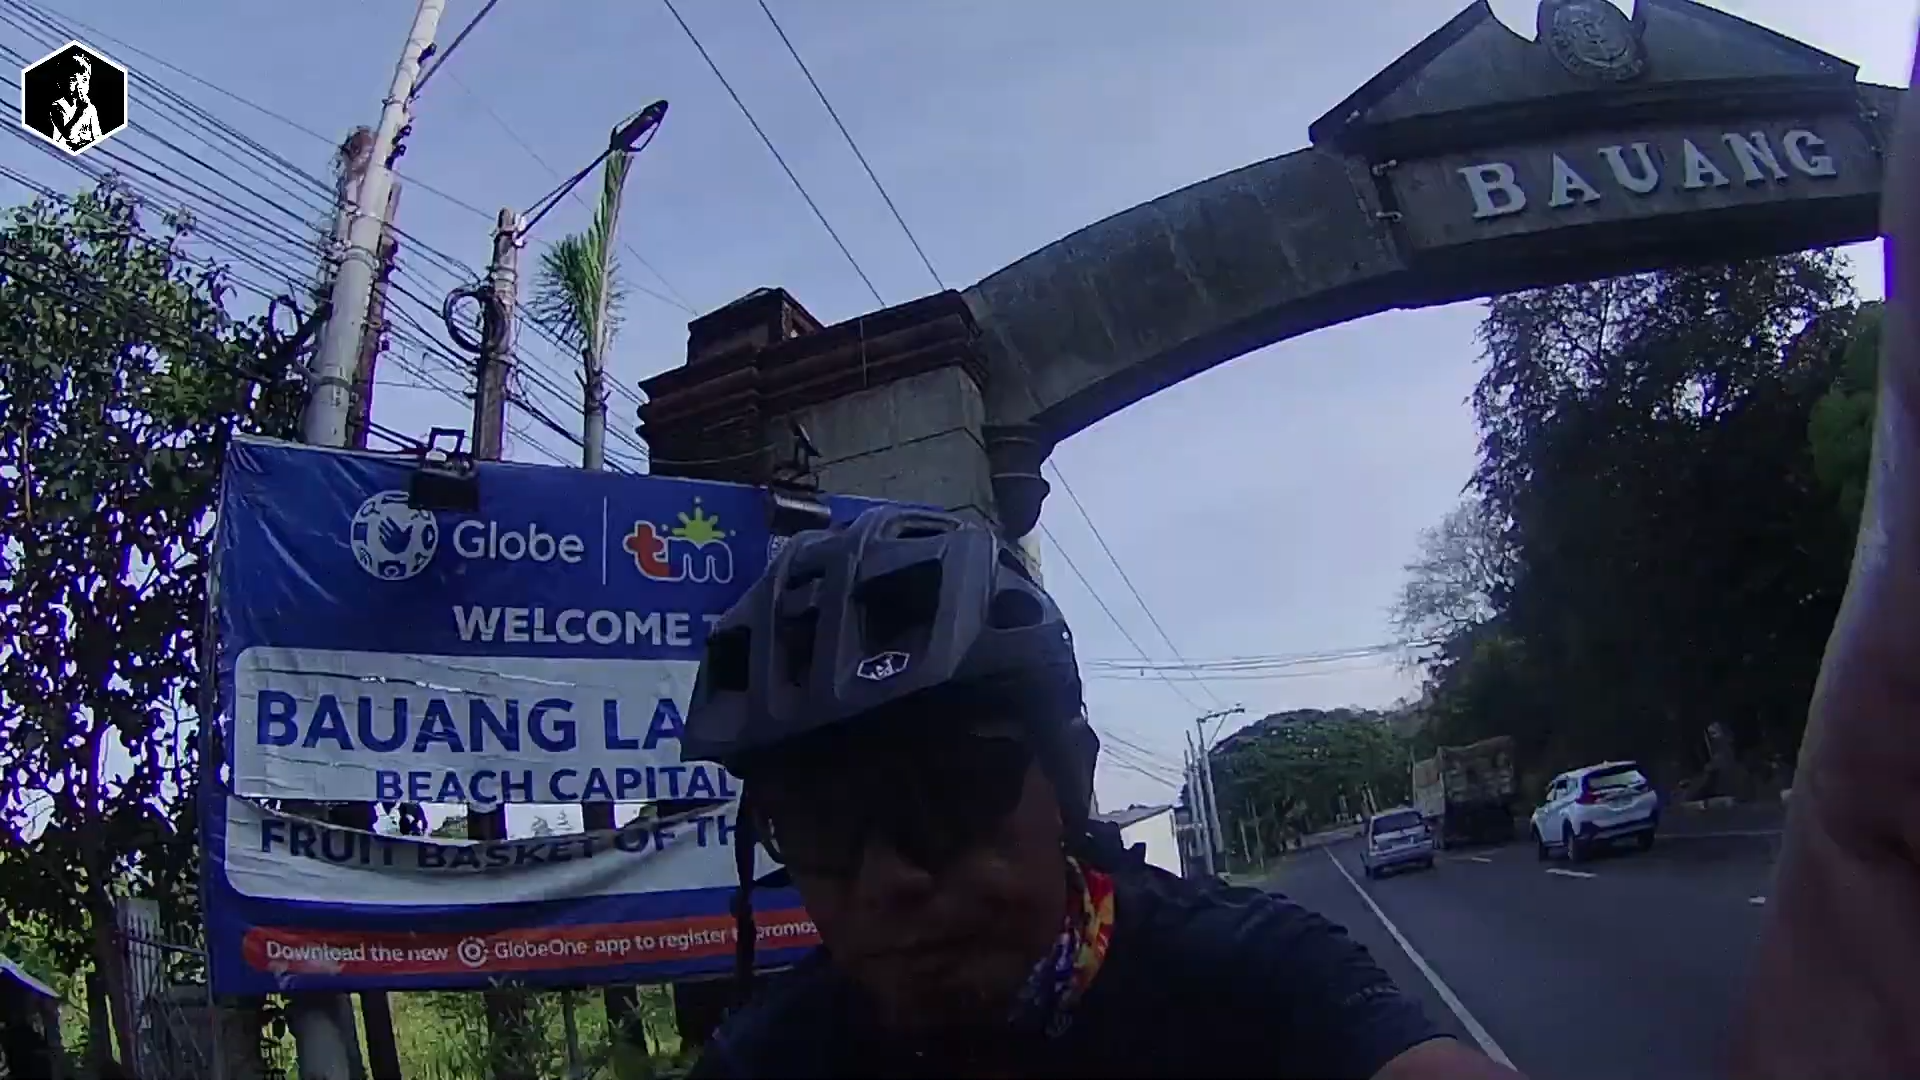 BAUANG
Globe tm
WELCOME
BAUANG LA
BEACH CAPITAL
FRUIT BASKET OF TH
Download the new GlobeOne app to register promos